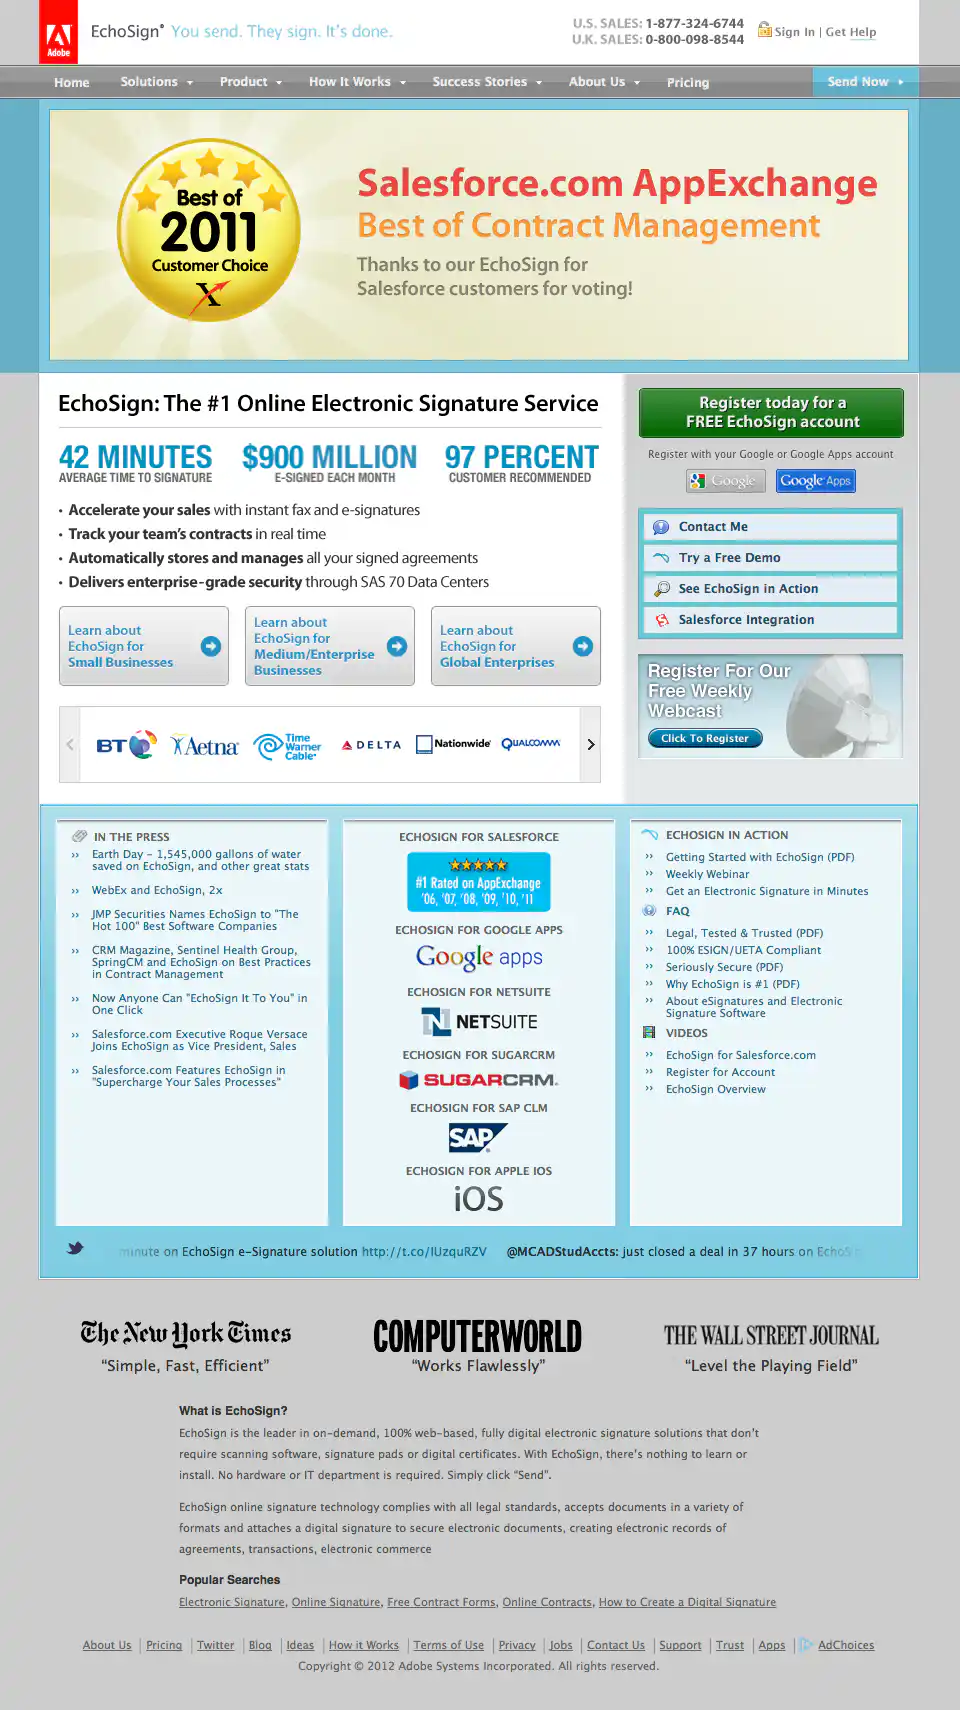 Adobe
EchoSign® You send. They sign. It's done.
U.S. SALES: 1-877-324-6744
U.K. SALES: 0-800-098-8544
Sign In | Get Help
Home
Solutions
Product
How It Works
Success Stories
About Us
Pricing
Send Now
Best of
2011
Customer Choice
X
Salesforce.com AppExchange
Best of Contract Management
Thanks to our EchoSign for
Salesforce customers for voting!
EchoSign: The #1 Online Electronic Signature Service
42 MINUTES
AVERAGE TIME TO SIGNATURE
$900 MILLION
E-SIGNED EACH MONTH
97 PERCENT
CUSTOMER RECOMMENDED
• Accelerate your sales with instant fax and e-signatures
• Track your team's contracts in real time
• Automatically stores and manages all your signed agreements
• Delivers enterprise-grade security through SAS 70 Data Centers
Learn about
EchoSign for
Small Businesses
Learn about
EchoSign for
Medium/Enterprise
Businesses
Learn about
EchoSign for
Global Enterprises
BT
Aetna
Time
Warner
Cable
DELTA
Nationwide
QUALCOMM
Register today for a
FREE EchoSign account
Register with your Google or Google Apps account
Google
Google Apps
Contact Me
Try a Free Demo
See EchoSign in Action
Salesforce Integration
Register For Our
Free Weekly
Webcast
Click To Register
IN THE PRESS
›› Earth Day - 1,545,000 gallons of water
saved on EchoSign, and other great stats
›› WebEx and EchoSign, 2x
›› JMP Securities Names EchoSign to "The
Hot 100" Best Software Companies
›› CRM Magazine, Sentinel Health Group,
SpringCM and EchoSign on Best Practices
in Contract Management
›› Now Anyone Can "EchoSign It To You" in
One Click
›› Salesforce.com Executive Roque Versace
Joins EchoSign as Vice President, Sales
›› Salesforce.com Features EchoSign in
"Supercharge Your Sales Processes"
ECHOSIGN FOR SALESFORCE
#1 Rated on AppExchange
'06, '07, '08, '09, '10, '11
ECHOSIGN FOR GOOGLE APPS
Google apps
ECHOSIGN FOR NETSUITE
NETSUITE
ECHOSIGN FOR SUGARCRM
SUGARCRM.
ECHOSIGN FOR SAP CLM
SAP
ECHOSIGN FOR APPLE IOS
iOS
ECHOSIGN IN ACTION
›› Getting Started with EchoSign (PDF)
›› Weekly Webinar
›› Get an Electronic Signature in Minutes
FAQ
›› Legal, Tested & Trusted (PDF)
›› 100% ESIGN/UETA Compliant
›› Seriously Secure (PDF)
›› Why EchoSign is #1 (PDF)
›› About eSignatures and Electronic
Signature Software
VIDEOS
›› EchoSign for Salesforce.com
›› Register for Account
›› EchoSign Overview
minute on EchoSign e-Signature solution http://t.co/IUzquRZV @MCADStudAccts: just closed a deal in 37 hours on EchoS
The New York Times
"Simple, Fast, Efficient"
COMPUTERWORLD
"Works Flawlessly"
THE WALL STREET JOURNAL
"Level the Playing Field"
What is EchoSign?
EchoSign is the leader in on-demand, 100% web-based, fully digital electronic signature solutions that don't
require scanning software, signature pads or digital certificates. With EchoSign, there's nothing to learn or
install. No hardware or IT department is required. Simply click "Send".
EchoSign online signature technology complies with all legal standards, accepts documents in a variety of
formats and attaches a digital signature to secure electronic documents, creating electronic records of
agreements, transactions, electronic commerce
Popular Searches
Electronic Signature, Online Signature, Free Contract Forms, Online Contracts, How to Create a Digital Signature
About Us | Pricing | Twitter | Blog | Ideas | How it Works | Terms of Use | Privacy | Jobs | Contact Us | Support | Trust | Apps | AdChoices
Copyright © 2012 Adobe Systems Incorporated. All rights reserved.